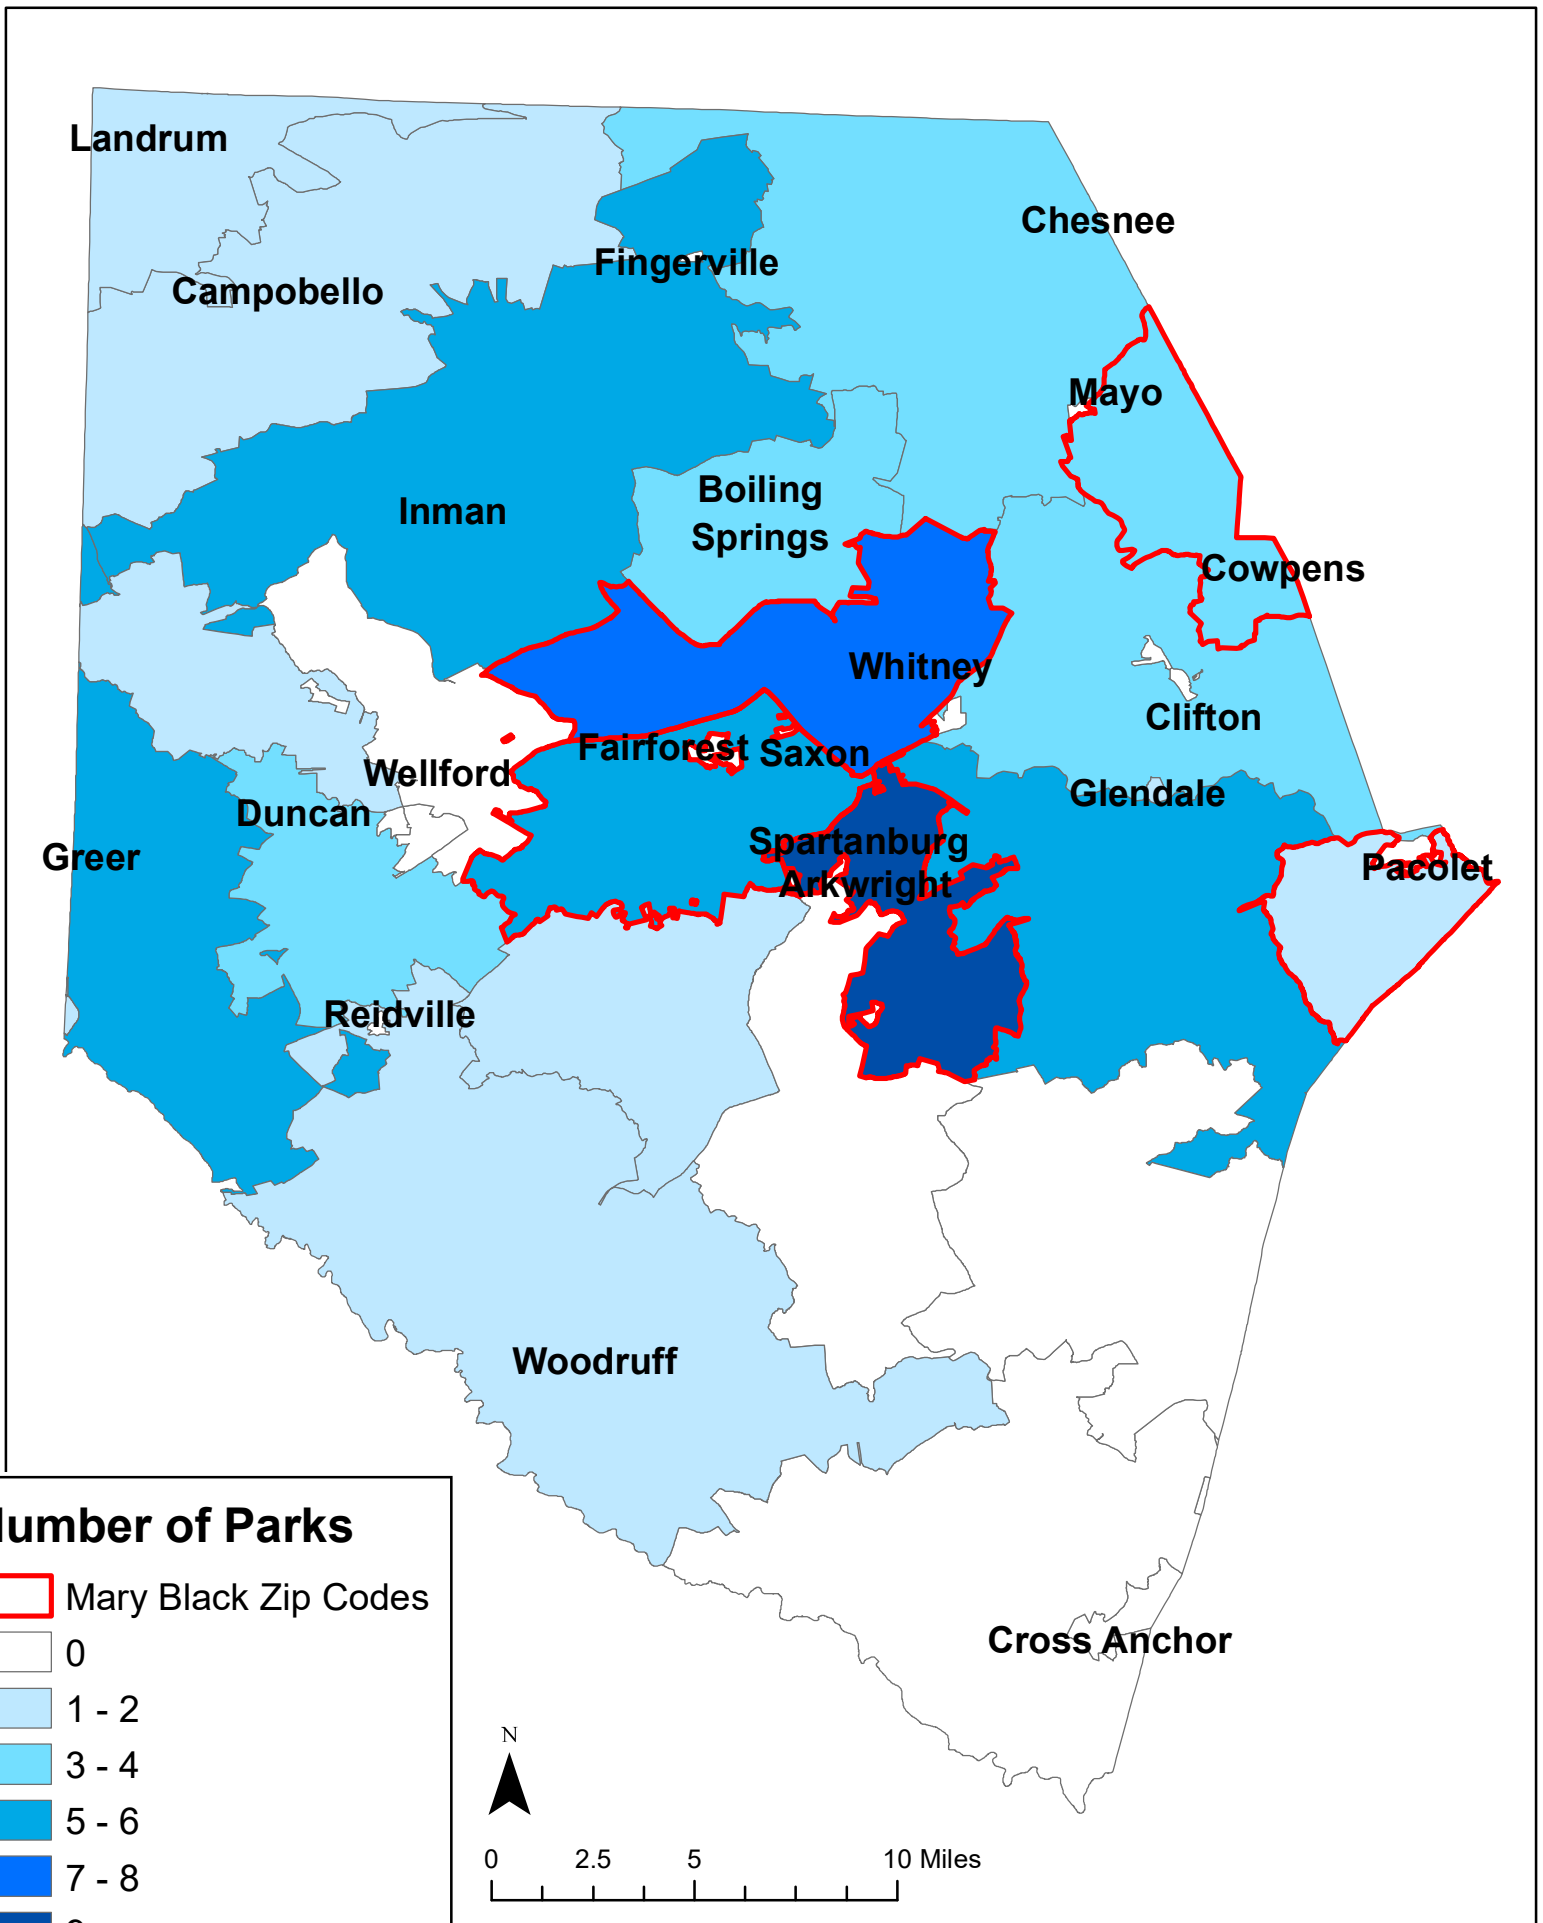 Landrum
Chesnee
Fingerville
Campobello
Mayo
Boiling
Springs
Inman
Cowpens
Whitney
Clifton
Fairforest
Saxon
Wellford
Glendale
Duncan
Spartanburg
Greer
Pacolet
Arkwright
Reidville
Woodruff
Cross Anchor
of Parks
Mary Black Zip Codes
0
1 - 2
3 - 4
5 - 6
7 - 8
N
0 2.5 5 10 Miles